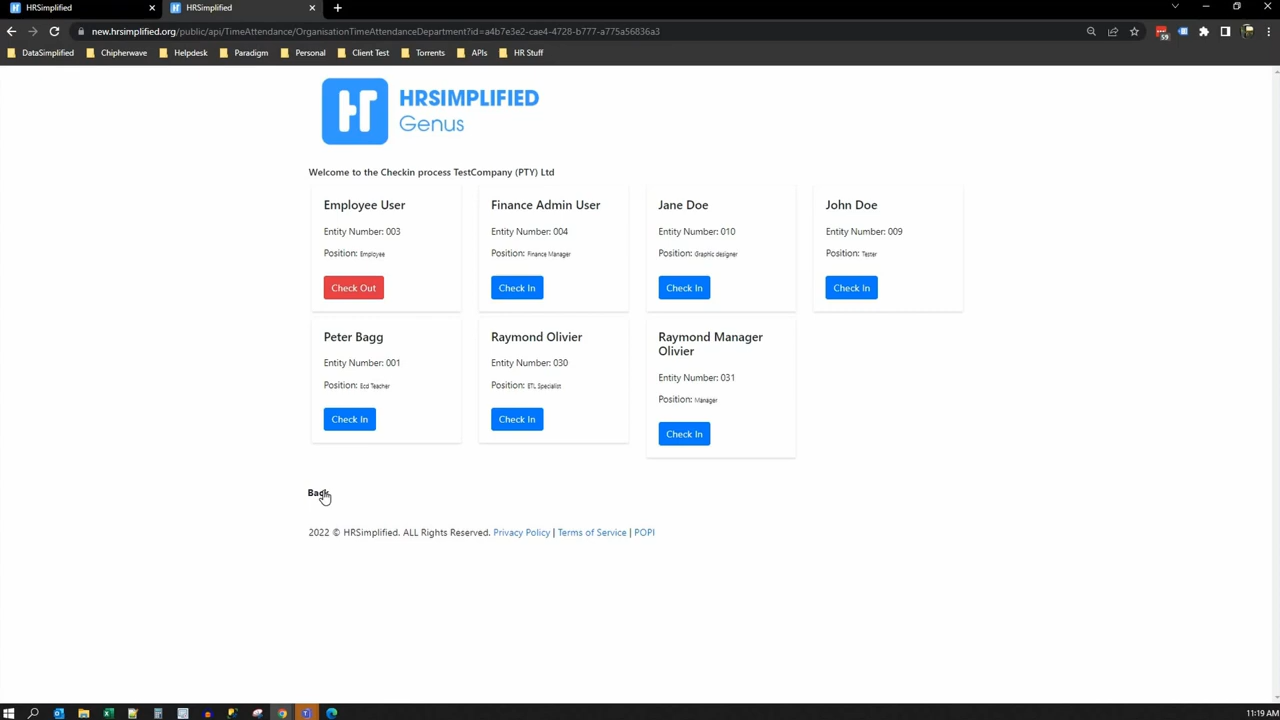 HRSimplified
HRSimplified
new.hrsimplified.org/public/api/TimeAttendance/OrganisationTimeAttendanceDepartment?id=a4b7e3e2-cae4-4728-b777-a775a56836a3
59
DataSimplified Chipherwave Helpdesk Paradigm Personal Client Test Torrents APIs HR Stuff
HRSIMPLIFIED
Genus
Welcome to the Checkin process TestCompany (PTY) Ltd
Employee User
Entity Number: 003
Position: Employee
Check Out
Finance Admin User
Entity Number: 004
Position: Finance Manager
Check In
Jane Doe
Entity Number: 010
Position: Graphic designer
Check In
John Doe
Entity Number: 009
Position: Tester
Check In
Peter Bagg
Entity Number: 001
Position: Ecd Teacher
Check In
Raymond Olivier
Entity Number: 030
Position: ETL Specialist
Check In
Raymond Manager
Olivier
Entity Number: 031
Position: Manager
Check In
Back
2022 © HRSimplified. ALL Rights Reserved. Privacy Policy | Terms of Service | POPI
11:19 AM